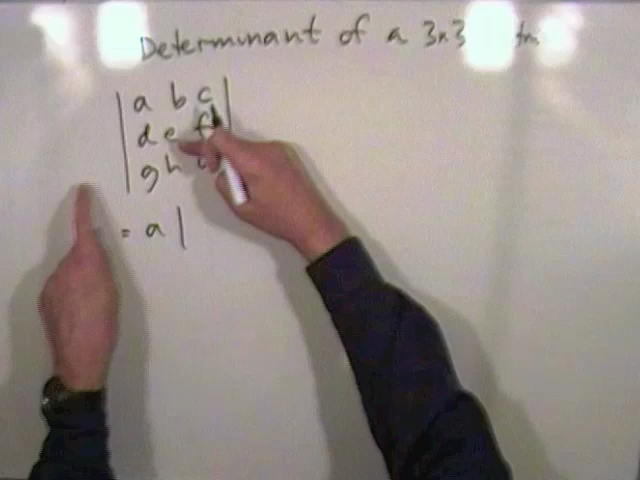 Determinant of a 3x3
a b c
d e f
g h i
= a |